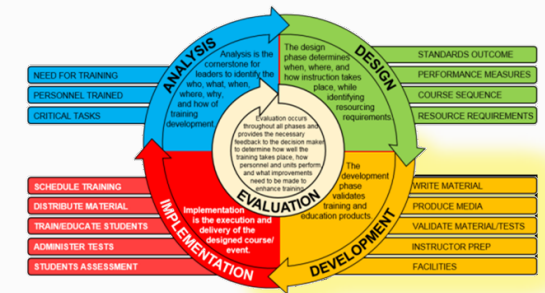 ANALYSIS
Analysis is the
cornerstone for
leaders to identify the
who, what, when,
where, why,
and how of
training
development.
NEED FOR TRAINING
PERSONNEL TRAINED
CRITICAL TASKS
DESIGN
The design
phase determines
when, where, and
how instruction takes
place, while
identifying
resourcing
requirements.
STANDARDS OUTCOME
PERFORMANCE MEASURES
COURSE SEQUENCE
RESOURCE REQUIREMENTS
Evaluation occurs
throughout all phases and
provides the necessary
feedback to the decision maker
to determine how well the
training takes place, how
personnel and units perform,
and what improvements
need to be made to
enhance training.
EVALUATION
The
development
phase
validates
training and
education products.
DEVELOPMENT
WRITE MATERIAL
PRODUCE MEDIA
VALIDATE MATERIAL/TESTS
INSTRUCTOR PREP
FACILITIES
Implementation
is the execution and
delivery of the
designed course/
event.
IMPLEMENTATION
SCHEDULE TRAINING
DISTRIBUTE MATERIAL
TRAIN/EDUCATE STUDENTS
ADMINISTER TESTS
STUDENTS ASSESSMENT